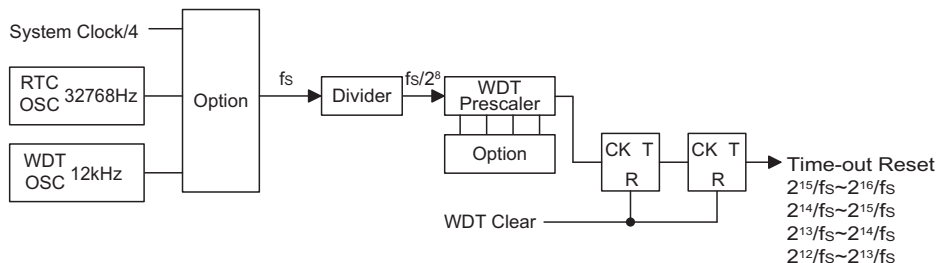 System Clock/4
RTC
OSC 32768Hz
WDT
OSC 12kHz
Option
fS
Divider
fS/2⁸
WDT
Prescaler
Option
CK T
R
CK T
R
WDT Clear
Time-out Reset
2¹⁵/fS~2¹⁶/fS
2¹⁴/fS~2¹⁵/fS
2¹³/fS~2¹⁴/fS
2¹²/fS~2¹³/fS